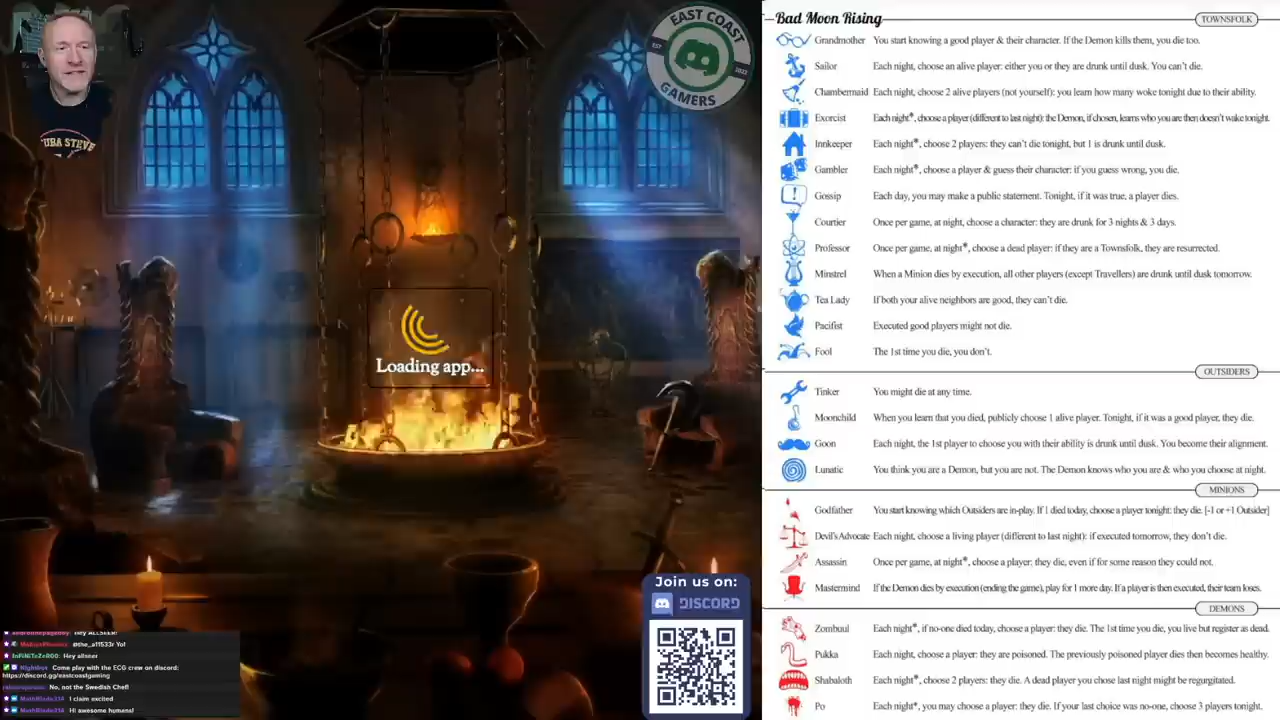 EAST COAST
EST
2022
GAMERS
TUBA STEVE
Loading app...
Join us on:
DISCORD
Hey ALLSEER!
@the_a11533r Yo!
Hey allseer
Nightbot Come play with the ECG crew on discord:
https://discord.gg/eastcoastgaming
No, not the Swedish Chef!
MathBlade314 I claim excited
MathBlade314 Hi awesome humans!
Bad Moon Rising
TOWNSFOLK
Grandmother You start knowing a good player & their character. If the Demon kills them, you die too.
Sailor Each night, choose an alive player: either you or they are drunk until dusk. You can't die.
Chambermaid Each night, choose 2 alive players (not yourself): you learn how many woke tonight due to their ability.
Exorcist Each night*, choose a player (different to last night): the Demon, if chosen, learns who you are then doesn't wake tonight.
Innkeeper Each night*, choose 2 players: they can't die tonight, but 1 is drunk until dusk.
Gambler Each night*, choose a player & guess their character: if you guess wrong, you die.
Gossip Each day, you may make a public statement. Tonight, if it was true, a player dies.
Courtier Once per game, at night, choose a character: they are drunk for 3 nights & 3 days.
Professor Once per game, at night*, choose a dead player: if they are a Townsfolk, they are resurrected.
Minstrel When a Minion dies by execution, all other players (except Travellers) are drunk until dusk tomorrow.
Tea Lady If both your alive neighbors are good, they can't die.
Pacifist Executed good players might not die.
Fool The 1st time you die, you don't.
OUTSIDERS
Tinker You might die at any time.
Moonchild When you learn that you died, publicly choose 1 alive player. Tonight, if it was a good player, they die.
Goon Each night, the 1st player to choose you with their ability is drunk until dusk. You become their alignment.
Lunatic You think you are a Demon, but you are not. The Demon knows who you are & who you choose at night.
MINIONS
Godfather You start knowing which Outsiders are in-play. If 1 died today, choose a player tonight: they die. [-1 or +1 Outsider]
Devil's Advocate Each night, choose a living player (different to last night): if executed tomorrow, they don't die.
Assassin Once per game, at night*, choose a player: they die, even if for some reason they could not.
Mastermind If the Demon dies by execution (ending the game), play for 1 more day. If a player is then executed, their team loses.
DEMONS
Zombuul Each night*, if no-one died today, choose a player: they die. The 1st time you die, you live but register as dead.
Pukka Each night, choose a player: they are poisoned. The previously poisoned player dies then becomes healthy.
Shabaloth Each night*, choose 2 players: they die. A dead player you chose last night might be regurgitated.
Po Each night*, you may choose a player: they die. If your last choice was no-one, choose 3 players tonight.